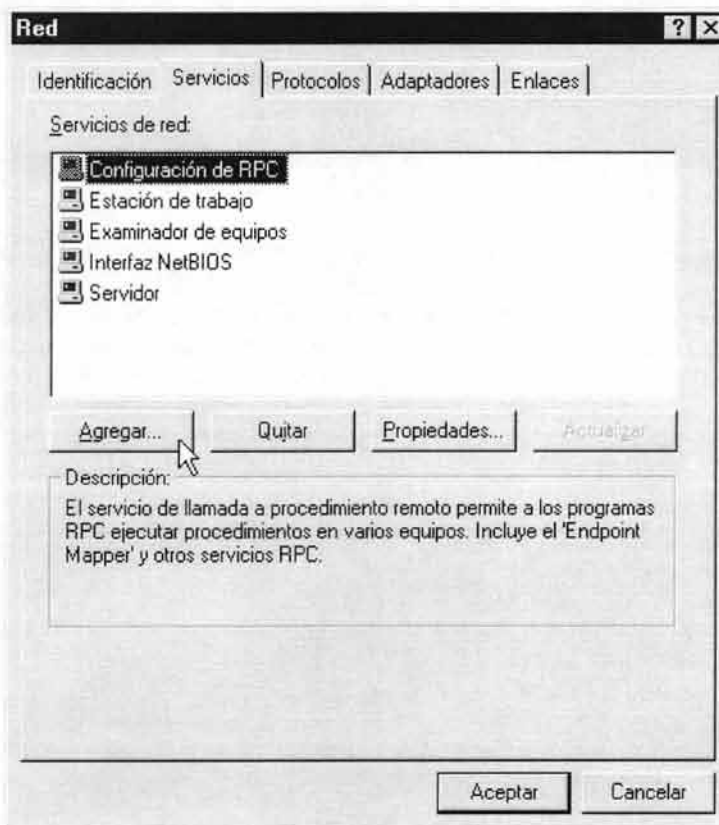 Red
Identificación Servicios Protocolos Adaptadores Enlaces
Servicios de red:
Configuración de RPC
Estación de trabajo
Examinador de equipos
Interfaz NetBIOS
Servidor
Agregar... Quitar Propiedades... Actualizar
Descripción:
El servicio de llamada a procedimiento remoto permite a los programas
RPC ejecutar procedimientos en varios equipos. Incluye el 'Endpoint
Mapper' y otros servicios RPC.
Aceptar Cancelar